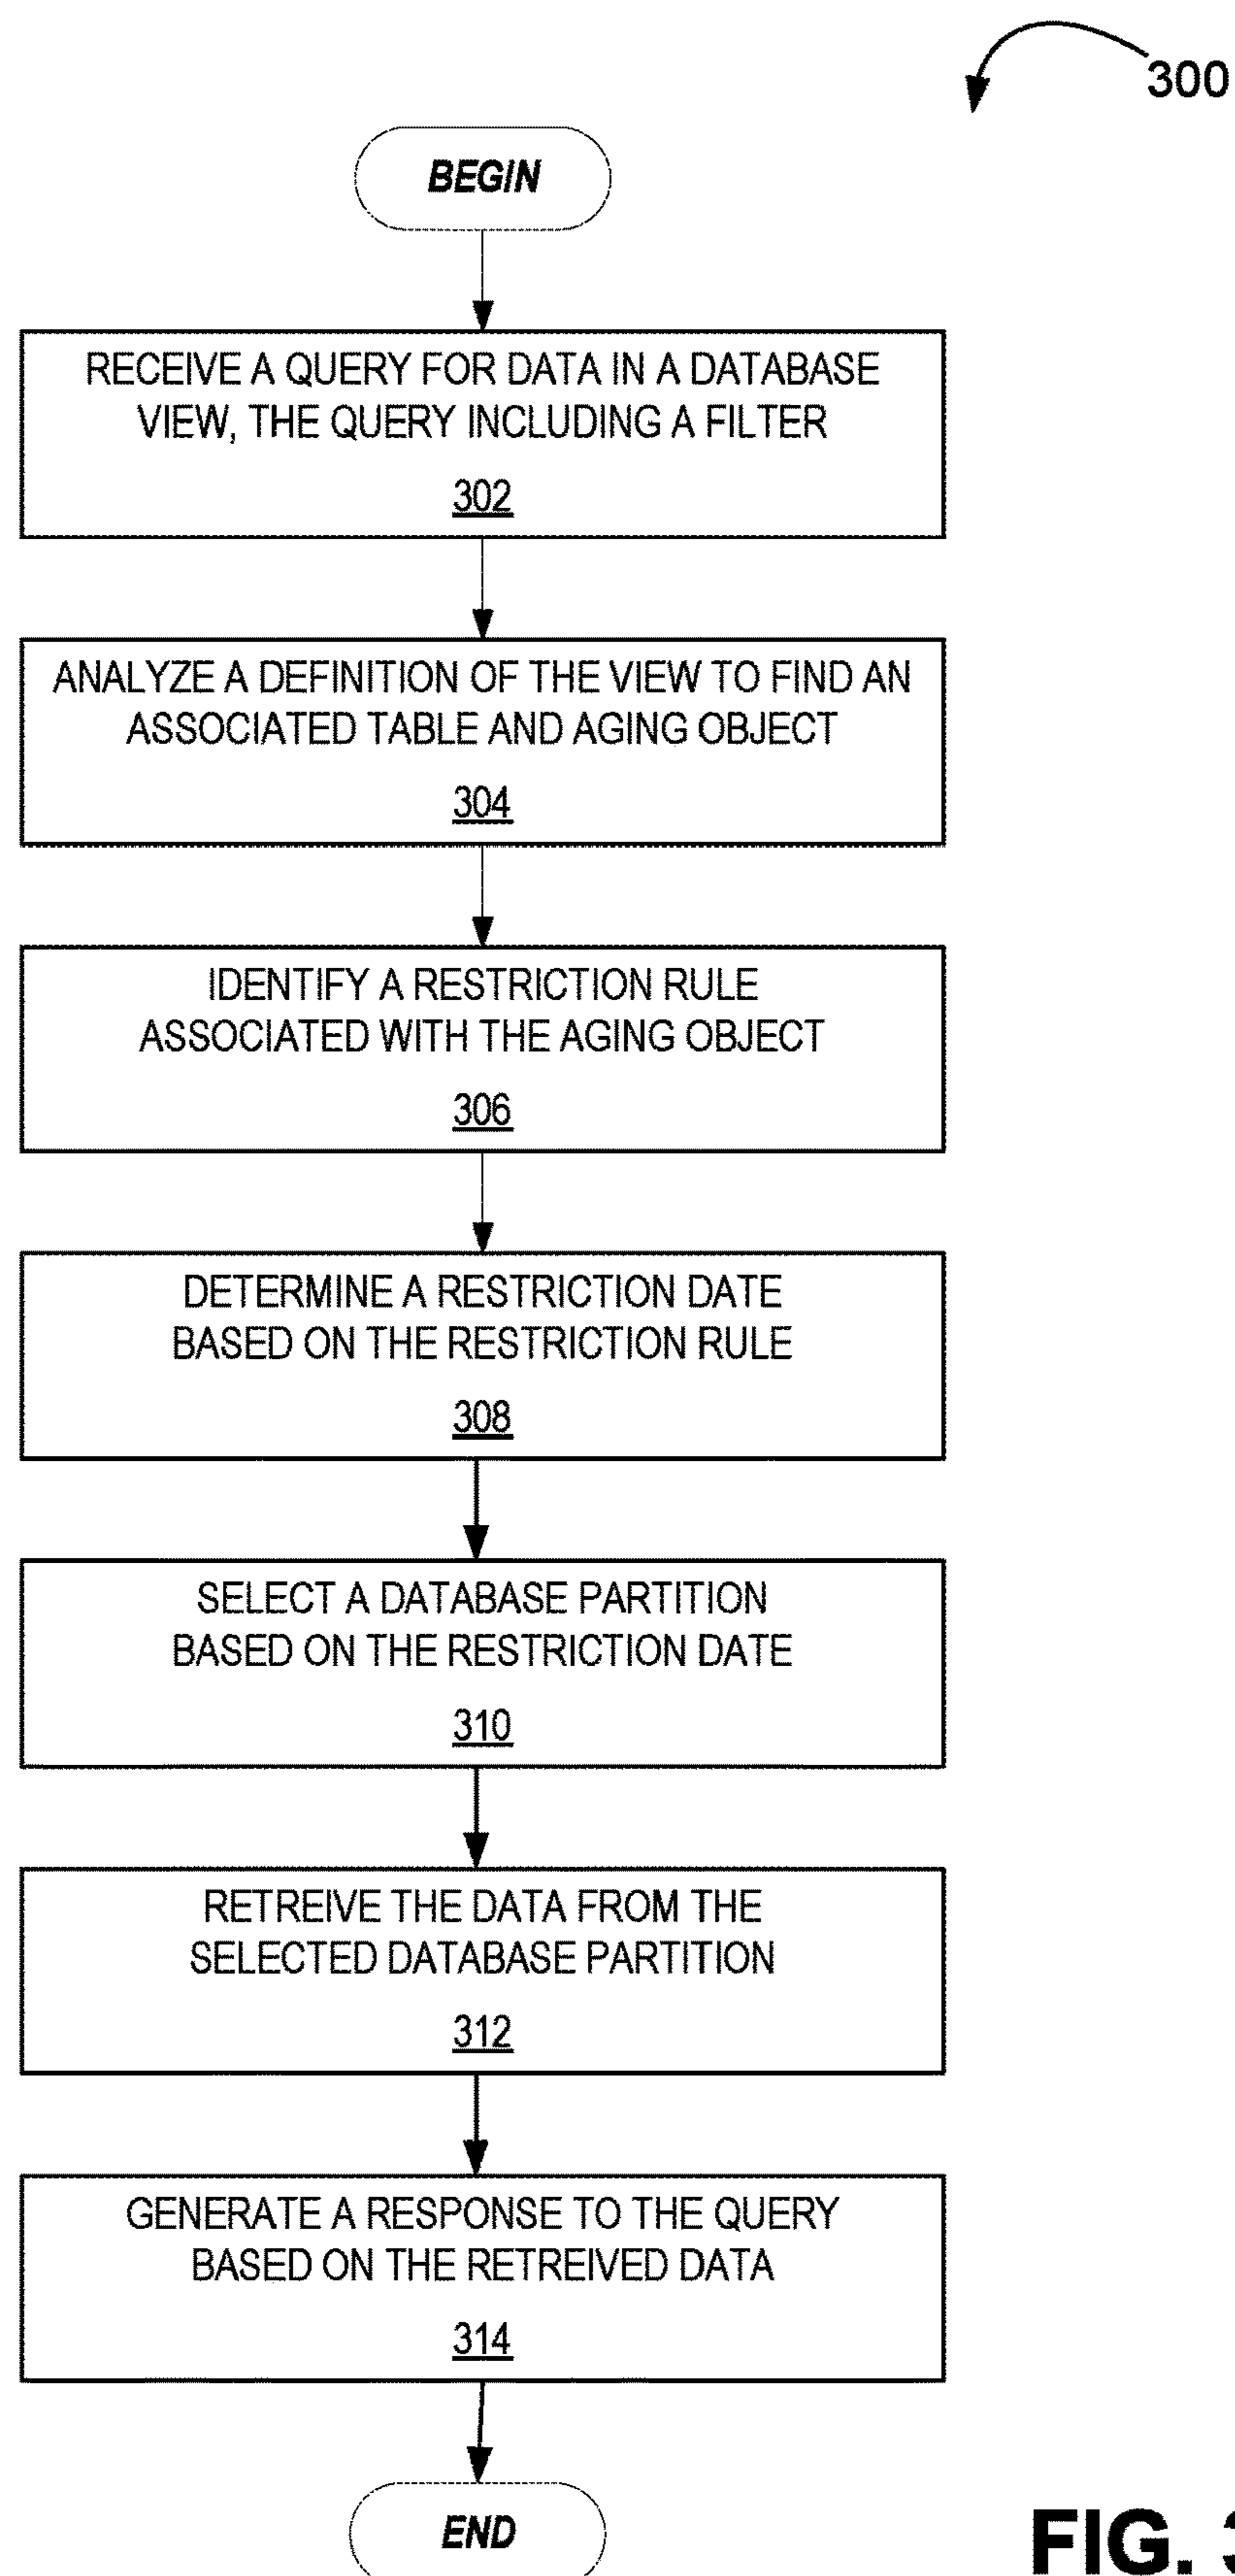 300
BEGIN
RECEIVE A QUERY FOR DATA IN A DATABASE
VIEW, THE QUERY INCLUDING A FILTER
302
ANALYZE A DEFINITION OF THE VIEW TO FIND AN
ASSOCIATED TABLE AND AGING OBJECT
304
IDENTIFY A RESTRICTION RULE
ASSOCIATED WITH THE AGING OBJECT
306
DETERMINE A RESTRICTION DATE
BASED ON THE RESTRICTION RULE
308
SELECT A DATABASE PARTITION
BASED ON THE RESTRICTION DATE
310
RETREIVE THE DATA FROM THE
SELECTED DATABASE PARTITION
312
GENERATE A RESPONSE TO THE QUERY
BASED ON THE RETREIVED DATA
314
END
FIG. 3